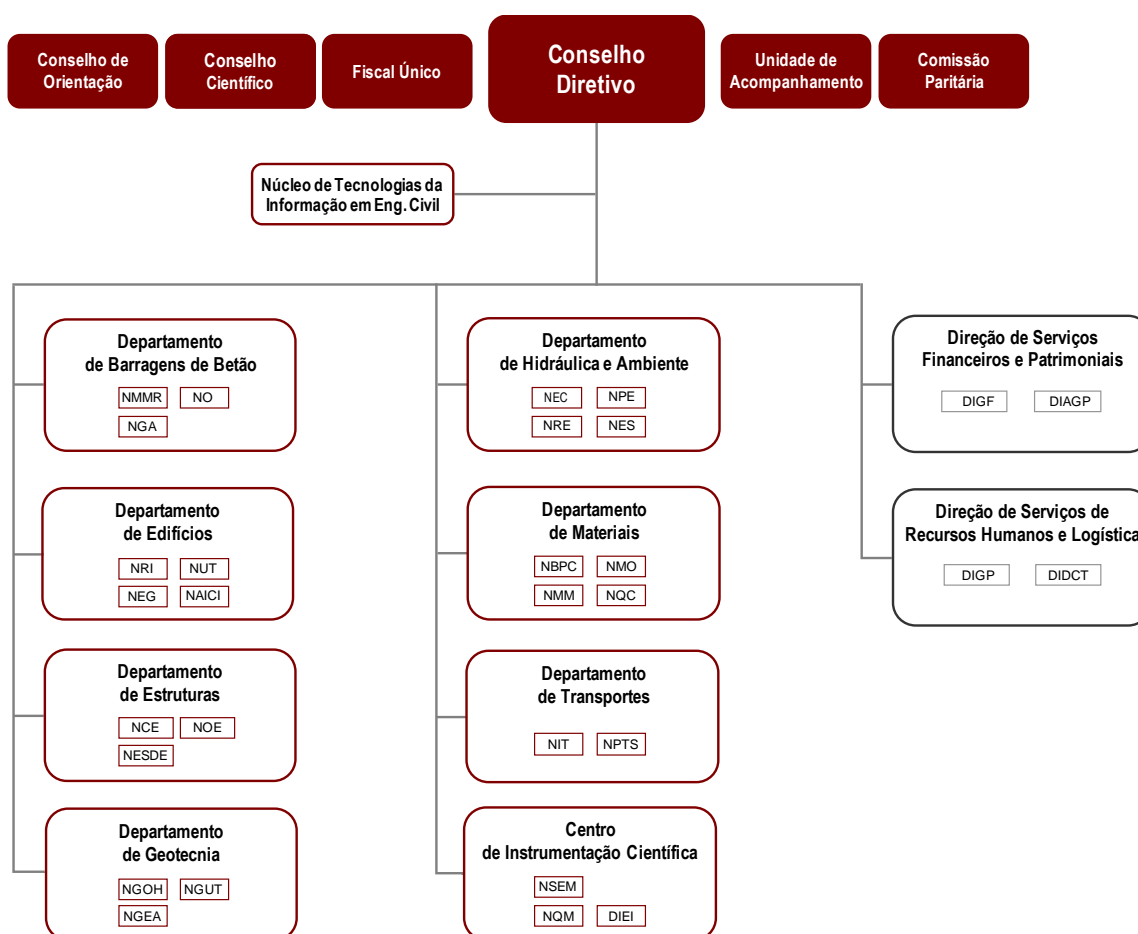 Conselho de
Orientação
Conselho
Científico
Fiscal Único
Conselho
Diretivo
Unidade de
Acompanhamento
Comissão
Paritária
Núcleo de Tecnologias da
Informação em Eng. Civil
Departamento
de Barragens de Betão
NMMR NO
NGA
Departamento
de Edifícios
NRI NUT
NEG NAICI
Departamento
de Estruturas
NCE NOE
NESDE
Departamento
de Geotecnia
NGOH NGUT
NGEA
Departamento
de Hidráulica e Ambiente
NEC NPE
NRE NES
Departamento
de Materiais
NBPC NMO
NMM NQC
Departamento
de Transportes
NIT NPTS
Centro
de Instrumentação Científica
NSEM
NQM DIEI
Direção de Serviços
Financeiros e Patrimoniais
DIGF DIAGP
Direção de Serviços de
Recursos Humanos e Logística
DIGP DIDCT